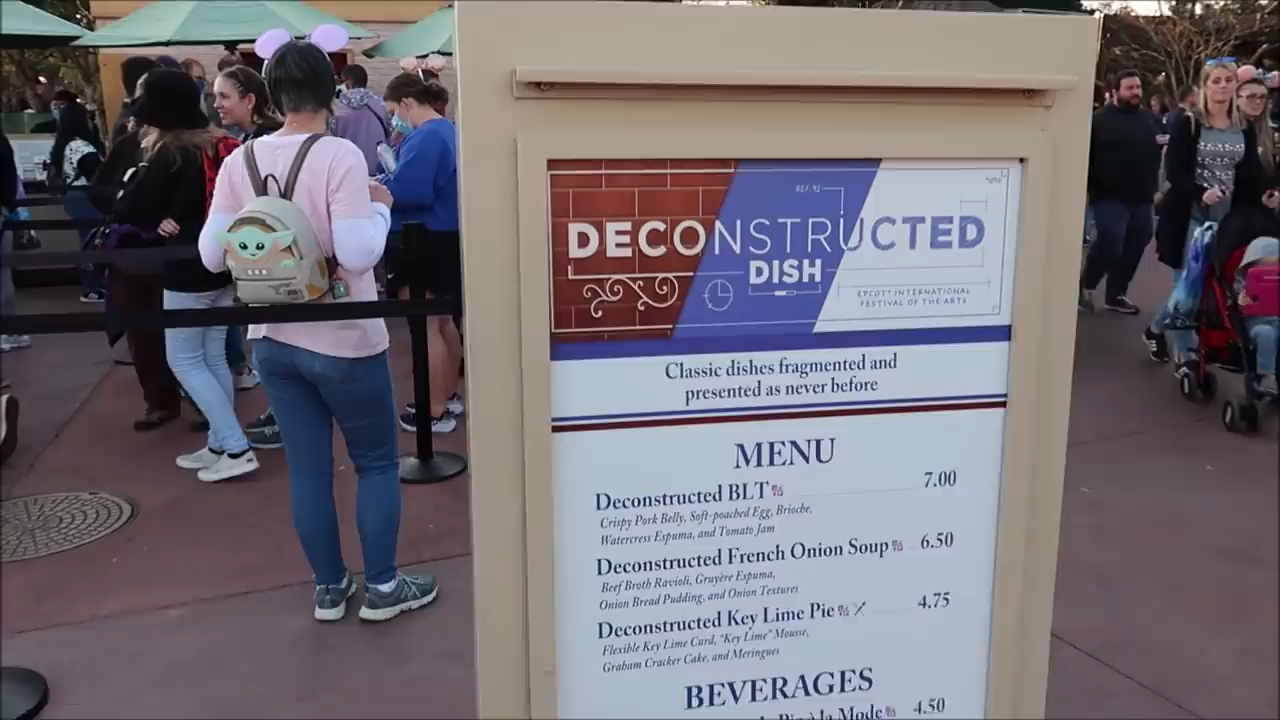 DECONSTRUCTED
DISH
EPCOT® INTERNATIONAL
FESTIVAL OF THE ARTS
Classic dishes fragmented and
presented as never before
MENU
Deconstructed BLT 7.00
Crispy Pork Belly, Soft-poached Egg, Brioche,
Watercress Espuma, and Tomato Jam
Deconstructed French Onion Soup 6.50
Beef Broth Ravioli, Gruyère Espuma,
Onion Bread Pudding, and Onion Textures
Deconstructed Key Lime Pie 4.75
Flexible Key Lime Curd, "Key Lime" Mousse,
Graham Cracker Cake, and Meringues
BEVERAGES
Pie à la Mode 4.50